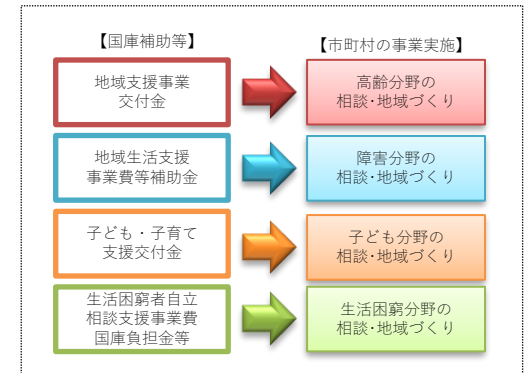 【国庫補助等】
【市町村の事業実施】
地域支援事業
交付金
高齢分野の
相談・地域づくり
地域生活支援
事業費等補助金
障害分野の
相談・地域づくり
子ども・子育て
支援交付金
子ども分野の
相談・地域づくり
生活困窮者自立
相談支援事業費
国庫負担金等
生活困窮分野の
相談・地域づくり